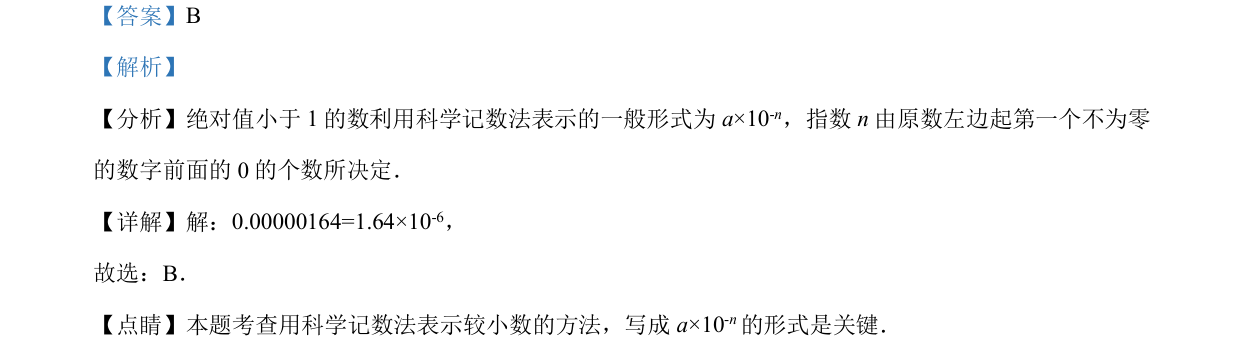 【答案】B
【解析】
【分析】绝对值小于 1 的数利用科学记数法表示的一般形式为 a×10⁻ⁿ，指数 n 由原数左边起第一个不为零
的数字前面的 0 的个数所决定．
【详解】解：0.00000164=1.64×10⁻⁶，
故选：B．
【点睛】本题考查用科学记数法表示较小数的方法，写成 a×10⁻ⁿ 的形式是关键．